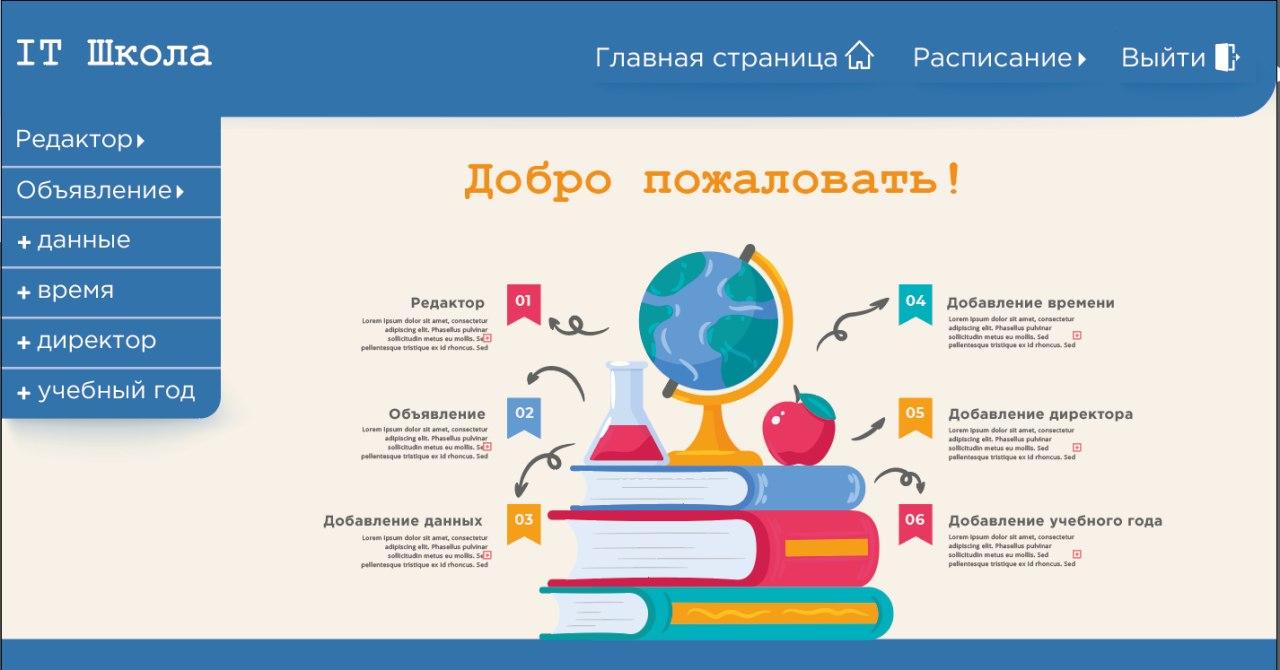 IT Школа
Главная страница
Расписание
Выйти
Редактор
Объявление
+ данные
+ время
+ директор
+ учебный год
Добро пожаловать!
Редактор
01
Lorem ipsum dolor sit amet, consectetur
adipiscing elit. Phasellus pulvinar
sollicitudin metus eu mollis. Sed
pellentesque tristique ex id rhoncus. Sed
Объявление
02
Lorem ipsum dolor sit amet, consectetur
adipiscing elit. Phasellus pulvinar
sollicitudin metus eu mollis. Sed
pellentesque tristique ex id rhoncus. Sed
Добавление данных
03
Lorem ipsum dolor sit amet, consectetur
adipiscing elit. Phasellus pulvinar
sollicitudin metus eu mollis. Sed
pellentesque tristique ex id rhoncus. Sed
04
Добавление времени
Lorem ipsum dolor sit amet, consectetur
adipiscing elit. Phasellus pulvinar
sollicitudin metus eu mollis. Sed
pellentesque tristique ex id rhoncus. Sed
05
Добавление директора
Lorem ipsum dolor sit amet, consectetur
adipiscing elit. Phasellus pulvinar
sollicitudin metus eu mollis. Sed
pellentesque tristique ex id rhoncus. Sed
06
Добавление учебного года
Lorem ipsum dolor sit amet, consectetur
adipiscing elit. Phasellus pulvinar
sollicitudin metus eu mollis. Sed
pellentesque tristique ex id rhoncus. Sed